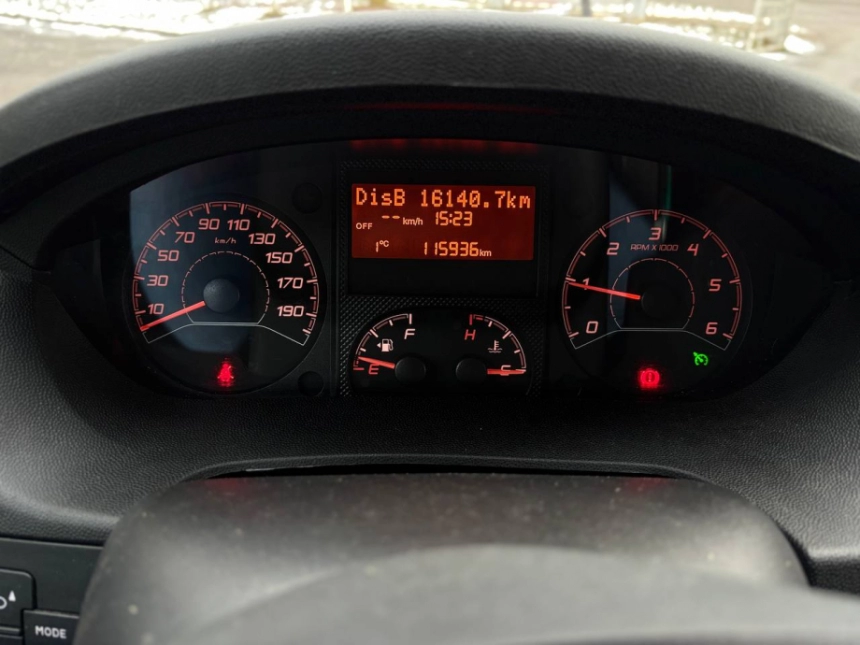 DisB 16140.7km
OFF -- km/h 15:23
1°C 115936km
10 30 50 70 90 110 130 150 170 190
km/h
F
E
H
C
0 1 2 3 4 5 6
RPM X 1000
MODE